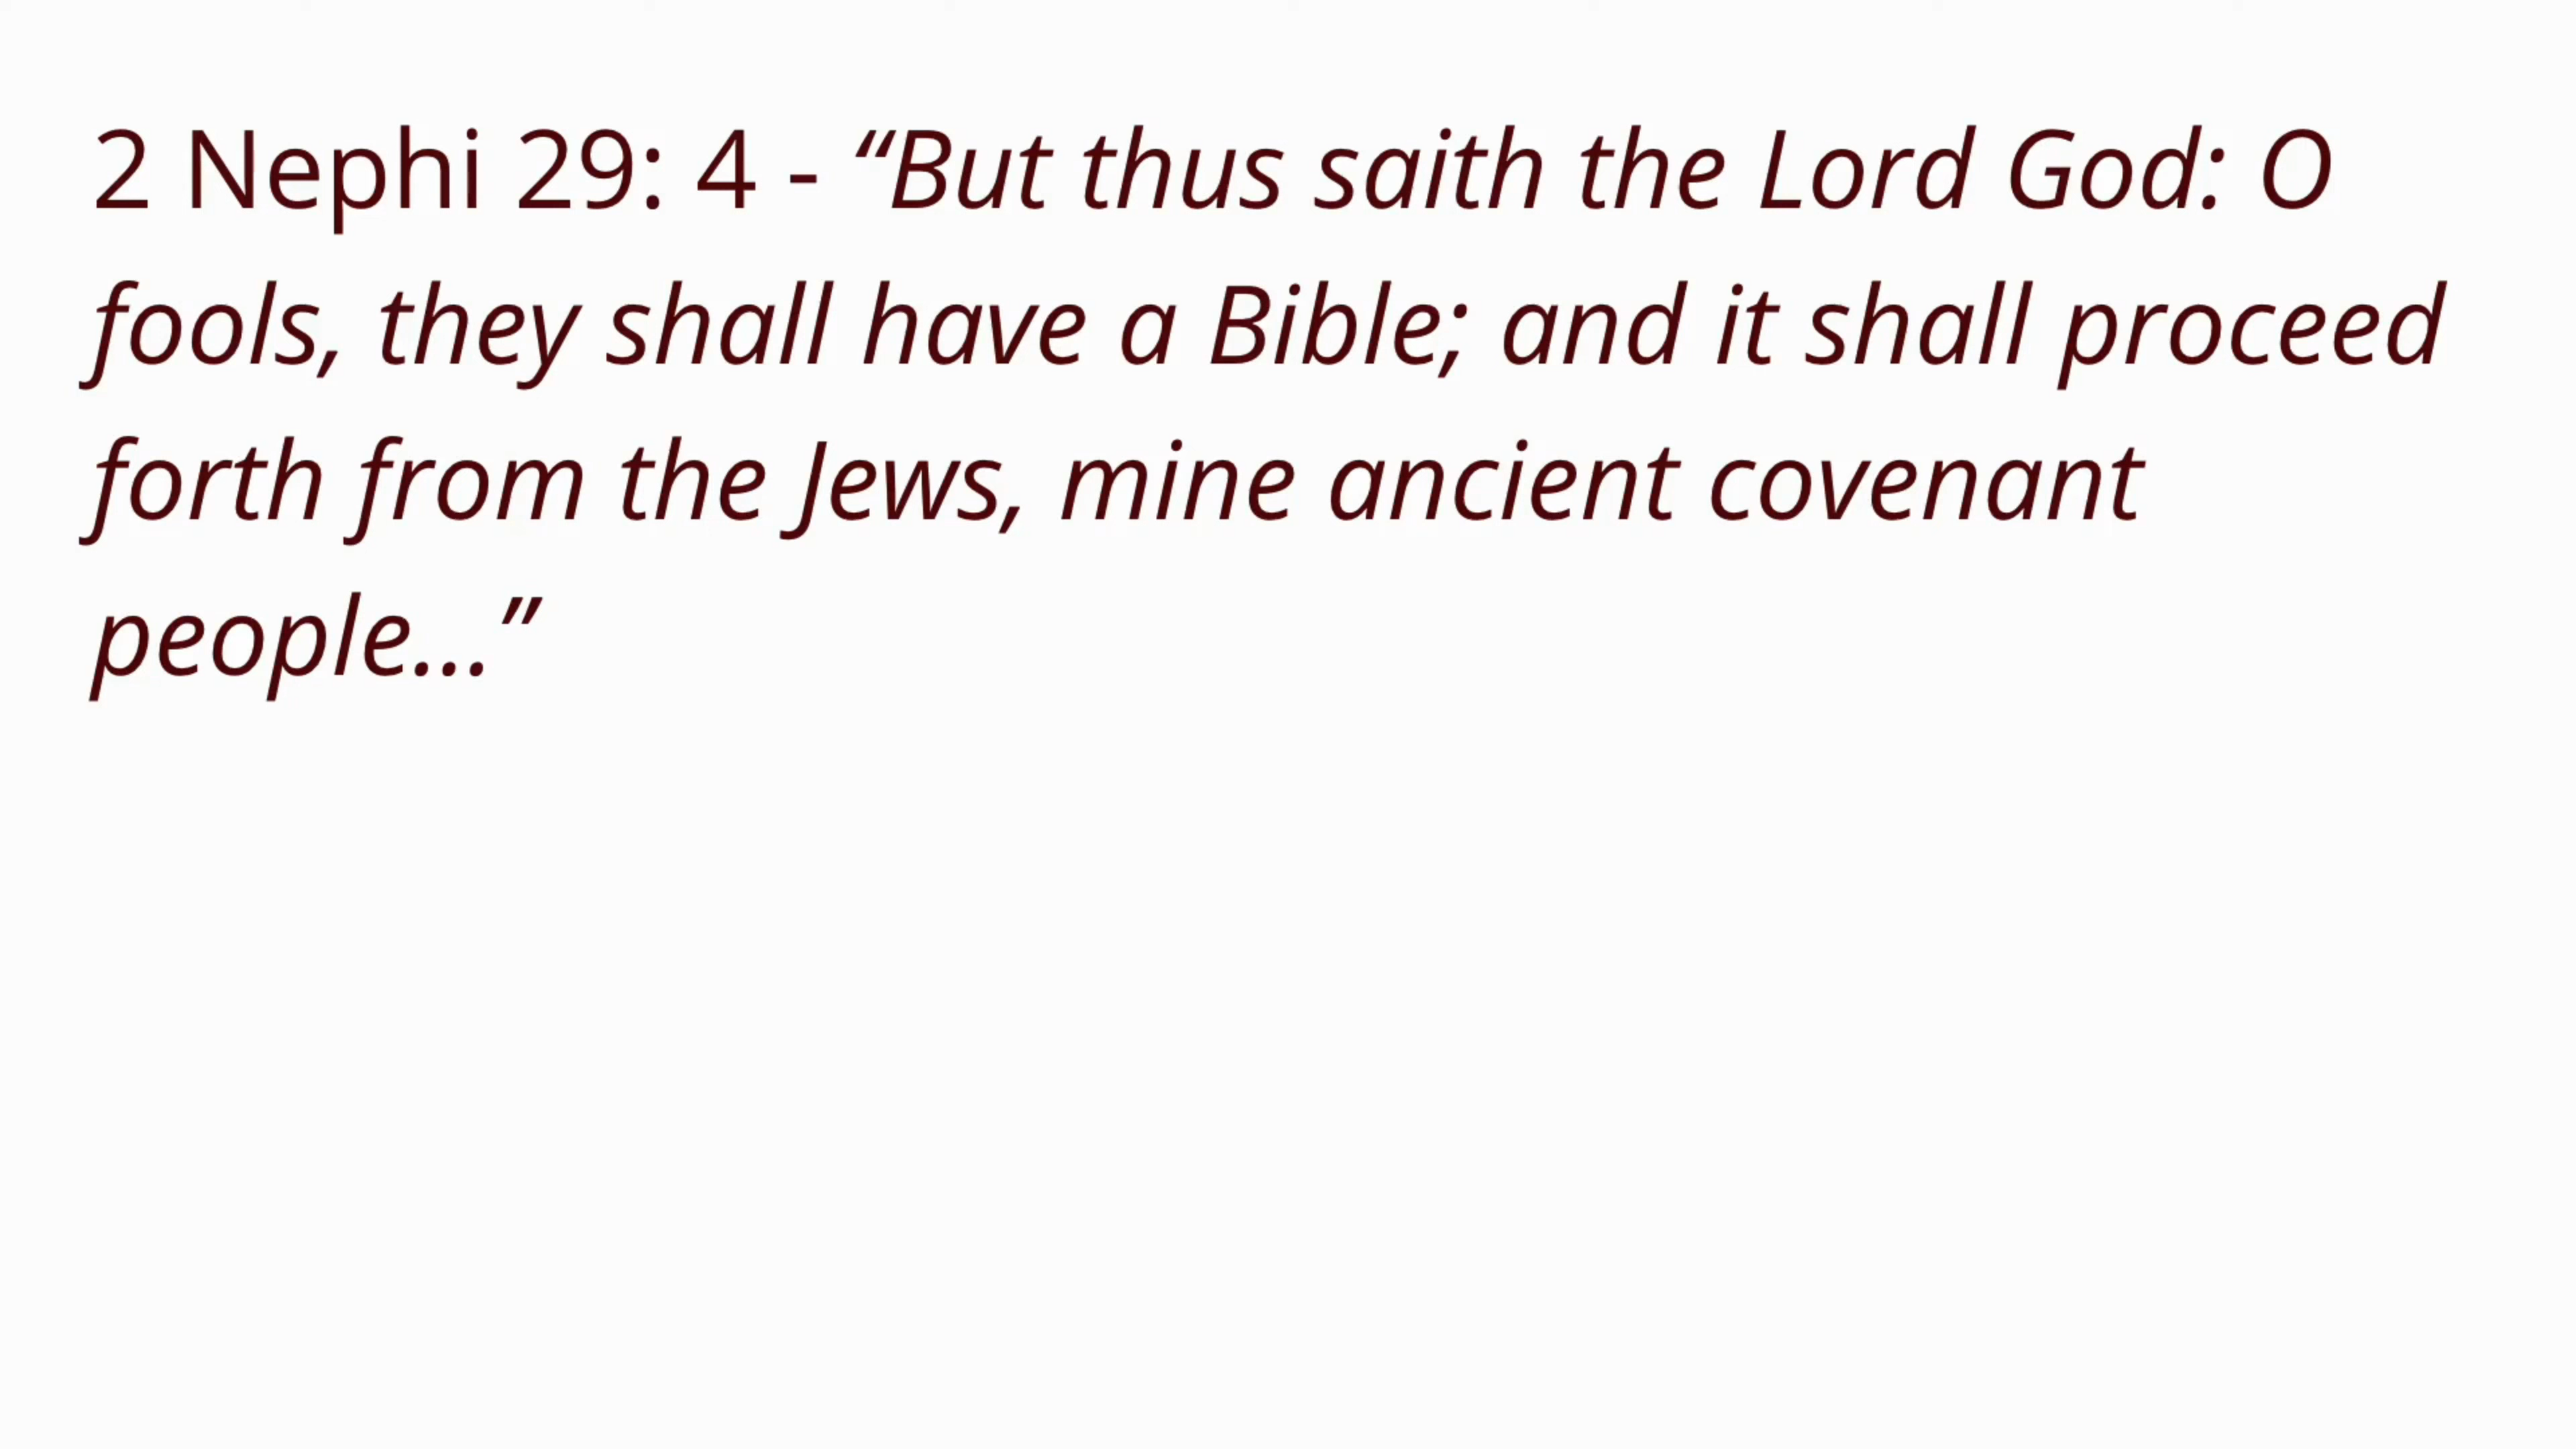 2 Nephi 29: 4 - “But thus saith the Lord God: O
fools, they shall have a Bible; and it shall proceed
forth from the Jews, mine ancient covenant
people...”